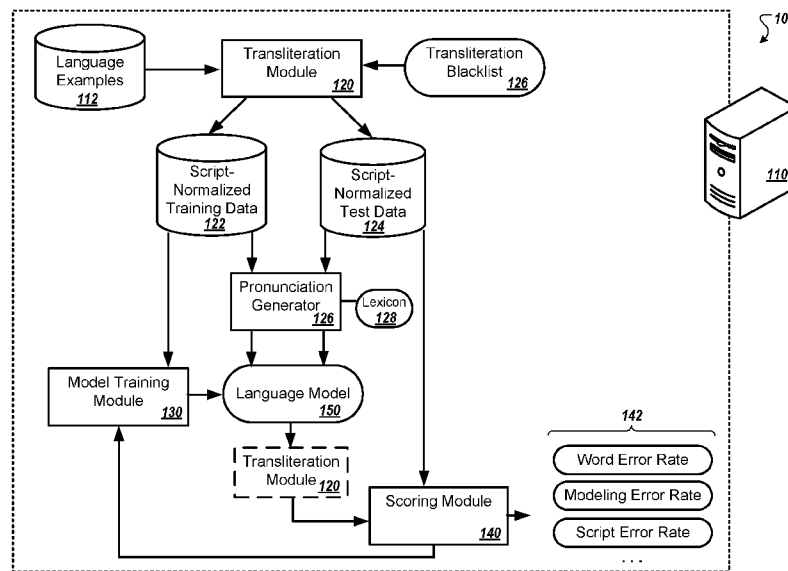 10
Language
Examples
112
Transliteration
Module
120
Transliteration
Blacklist
126
110
Script-
Normalized
Training Data
122
Script-
Normalized
Test Data
124
Pronunciation
Generator
126
Lexicon
128
Model Training
Module
130
Language Model
150
142
Transliteration
Module
120
Word Error Rate
Scoring Module
140
Modeling Error Rate
Script Error Rate
...